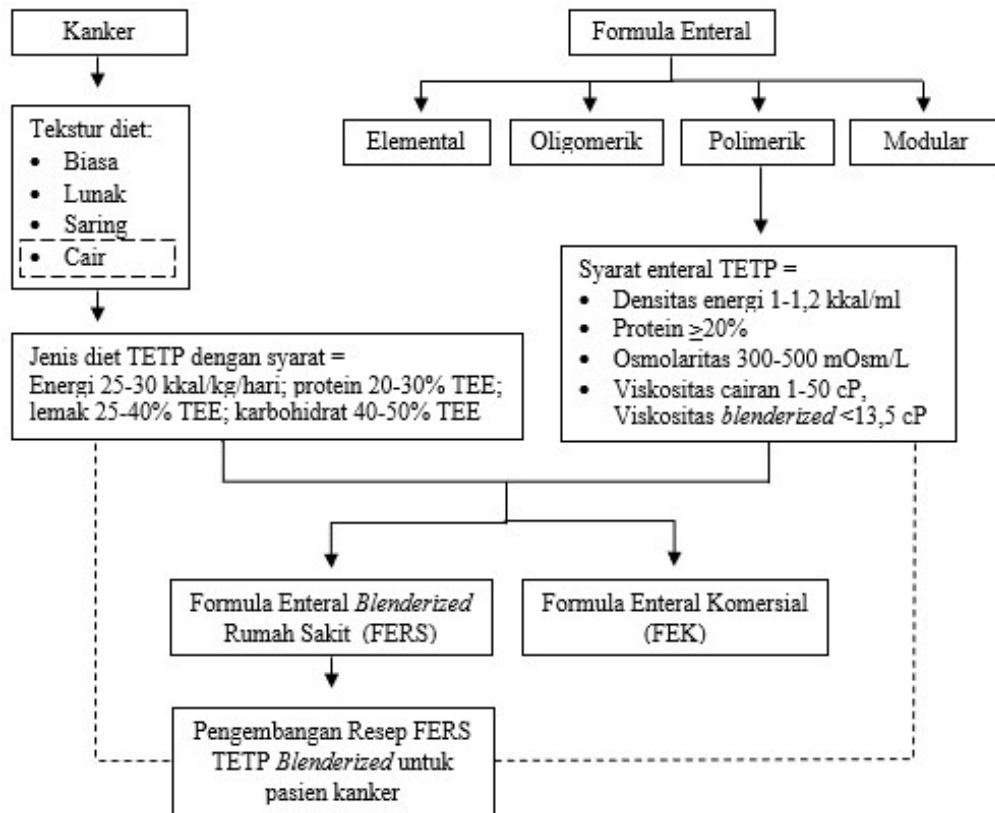 Kanker
Formula Enteral
Tekstur diet:
• Biasa
• Lunak
• Saring
• Cair
Elemental
Oligomerik
Polimerik
Modular
Syarat enteral TETP =
• Densitas energi 1-1,2 kkal/ml
• Protein ≥20%
• Osmolaritas 300-500 mOsm/L
• Viskositas cairan 1-50 cP,
Viskositas blenderized <13,5 cP
Jenis diet TETP dengan syarat =
Energi 25-30 kkal/kg/hari; protein 20-30% TEE;
lemak 25-40% TEE; karbohidrat 40-50% TEE
Formula Enteral Blenderized
Rumah Sakit (FERS)
Formula Enteral Komersial
(FEK)
Pengembangan Resep FERS
TETP Blenderized untuk
pasien kanker